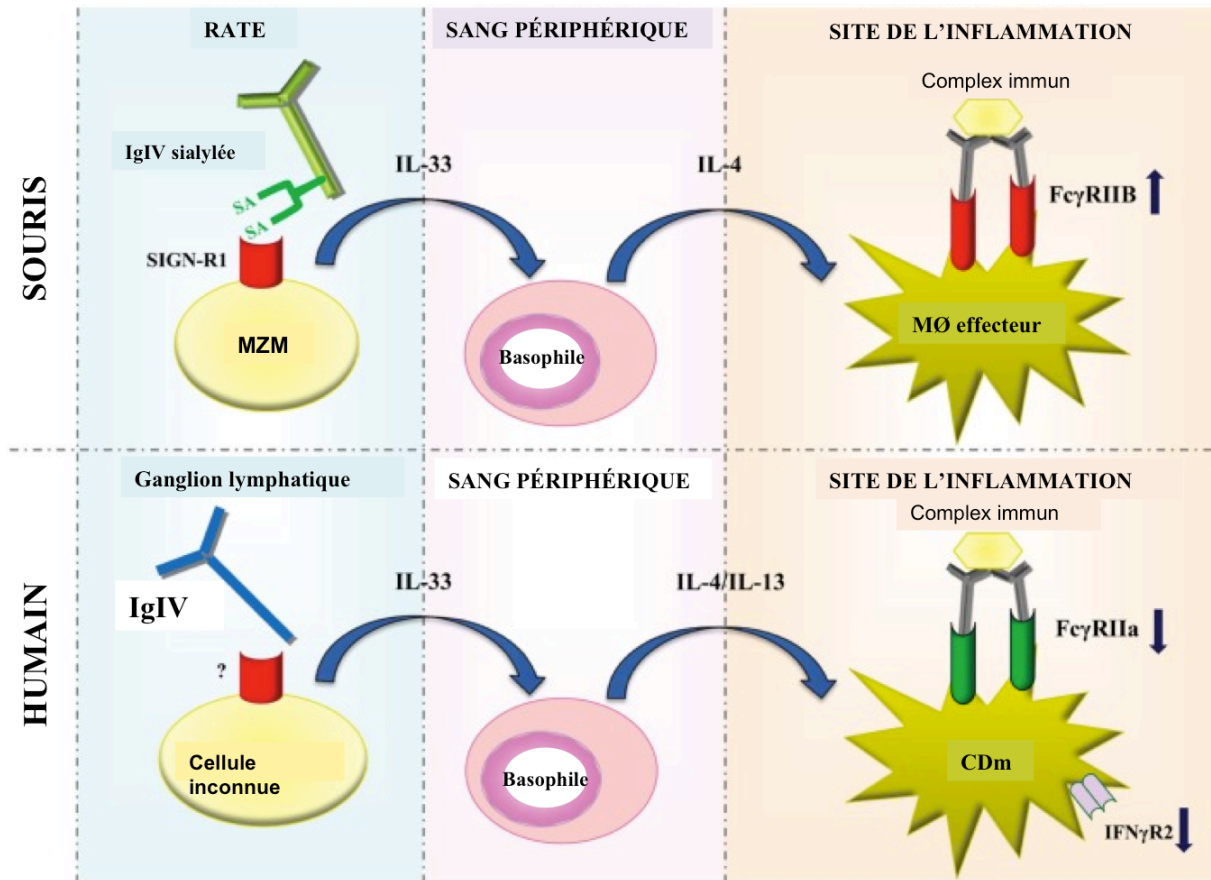 RATE
SANG PÉRIPHÉRIQUE
SITE DE L'INFLAMMATION
SOURIS
IgIV sialylée
SA
SA
SIGN-R1
MZM
IL-33
Basophile
IL-4
Complex immun
FcγRIIB
MØ effecteur
HUMAIN
Ganglion lymphatique
SANG PÉRIPHÉRIQUE
SITE DE L'INFLAMMATION
IgIV
?
Cellule
inconnue
IL-33
Basophile
IL-4/IL-13
Complex immun
FcγRIIa
CDm
IFNγR2